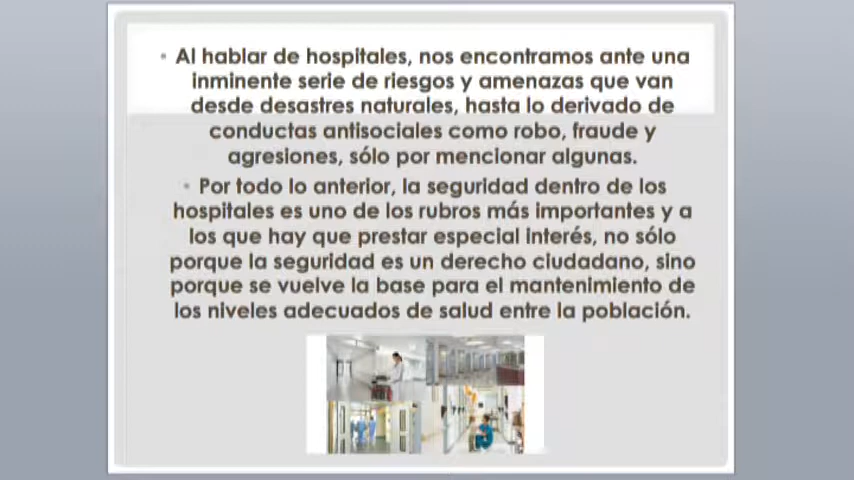 • Al hablar de hospitales, nos encontramos ante una
inminente serie de riesgos y amenazas que van
desde desastres naturales, hasta lo derivado de
conductas antisociales como robo, fraude y
agresiones, sólo por mencionar algunas.
• Por todo lo anterior, la seguridad dentro de los
hospitales es uno de los rubros más importantes y a
los que hay que prestar especial interés, no sólo
porque la seguridad es un derecho ciudadano, sino
porque se vuelve la base para el mantenimiento de
los niveles adecuados de salud entre la población.